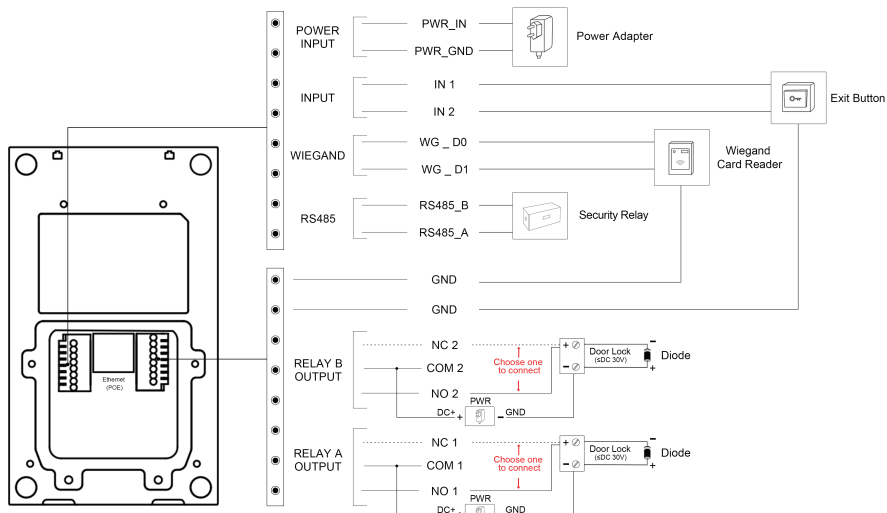 POWER
INPUT
PWR_IN
PWR_GND
Power Adapter
INPUT
IN 1
IN 2
Exit Button
WIEGAND
WG _ D0
WG _ D1
Wiegand
Card Reader
RS485
RS485_B
RS485_A
Security Relay
GND
GND
Ethernet
(POE)
RELAY B
OUTPUT
NC 2
COM 2
NO 2
Choose one
to connect
PWR
DC+ + - GND
+
-
Door Lock
(≤DC 30V)
-
+
Diode
RELAY A
OUTPUT
NC 1
COM 1
NO 1
Choose one
to connect
PWR
DC+ GND
+
-
Door Lock
(≤DC 30V)
-
+
Diode